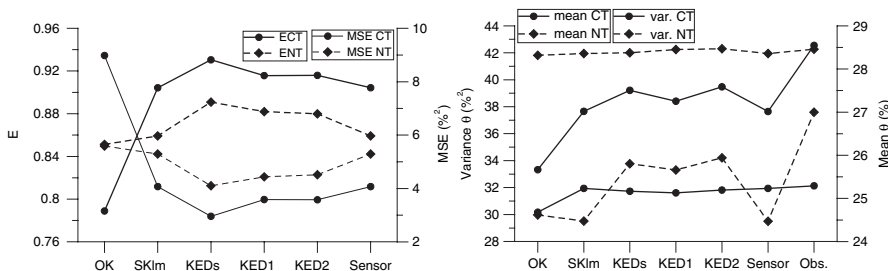 0.96
0.92
0.88
0.84
0.8
0.76
E
ECT
MSE CT
ENT
MSE NT
10
8
6
4
2
MSE (%²)
OK SKlm KEDs KED1 KED2 Sensor
44
42
40
38
36
34
32
30
28
Variance θ (%²)
mean CT
var. CT
mean NT
var. NT
29
28
27
26
25
24
Mean θ (%)
OK SKlm KEDs KED1 KED2 Sensor Obs.